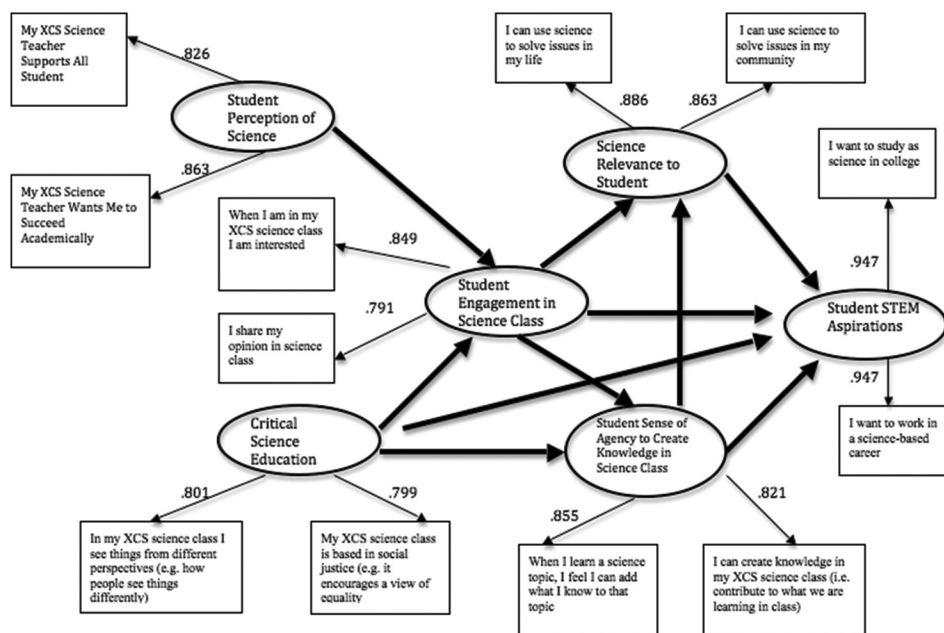 My XCS Science
Teacher
Supports All
Student
.826
Student
Perception of
Science
.863
My XCS Science
Teacher Wants Me to
Succeed
Academically
I can use science
to solve issues in
my life
I can use science to
solve issues in my
community
.886
.863
Science
Relevance to
Student
I want to study as
science in college
.947
When I am in my
XCS science class
I am interested
.849
Student
Engagement in
Science Class
.791
I share my
opinion in science
class
Student STEM
Aspirations
.947
I want to work in
a science-based
career
Critical
Science
Education
.801
.799
In my XCS science class I
see things from different
perspectives (e.g. how
people see things
differently)
My XCS science class
is based in social
justice (e.g. it
encourages a view of
equality
Student Sense of
Agency to Create
Knowledge in
Science Class
.855
.821
When I learn a science
topic, I feel I can add
what I know to that
topic
I can create knowledge in
my XCS science class (i.e.
contribute to what we are
learning in class)